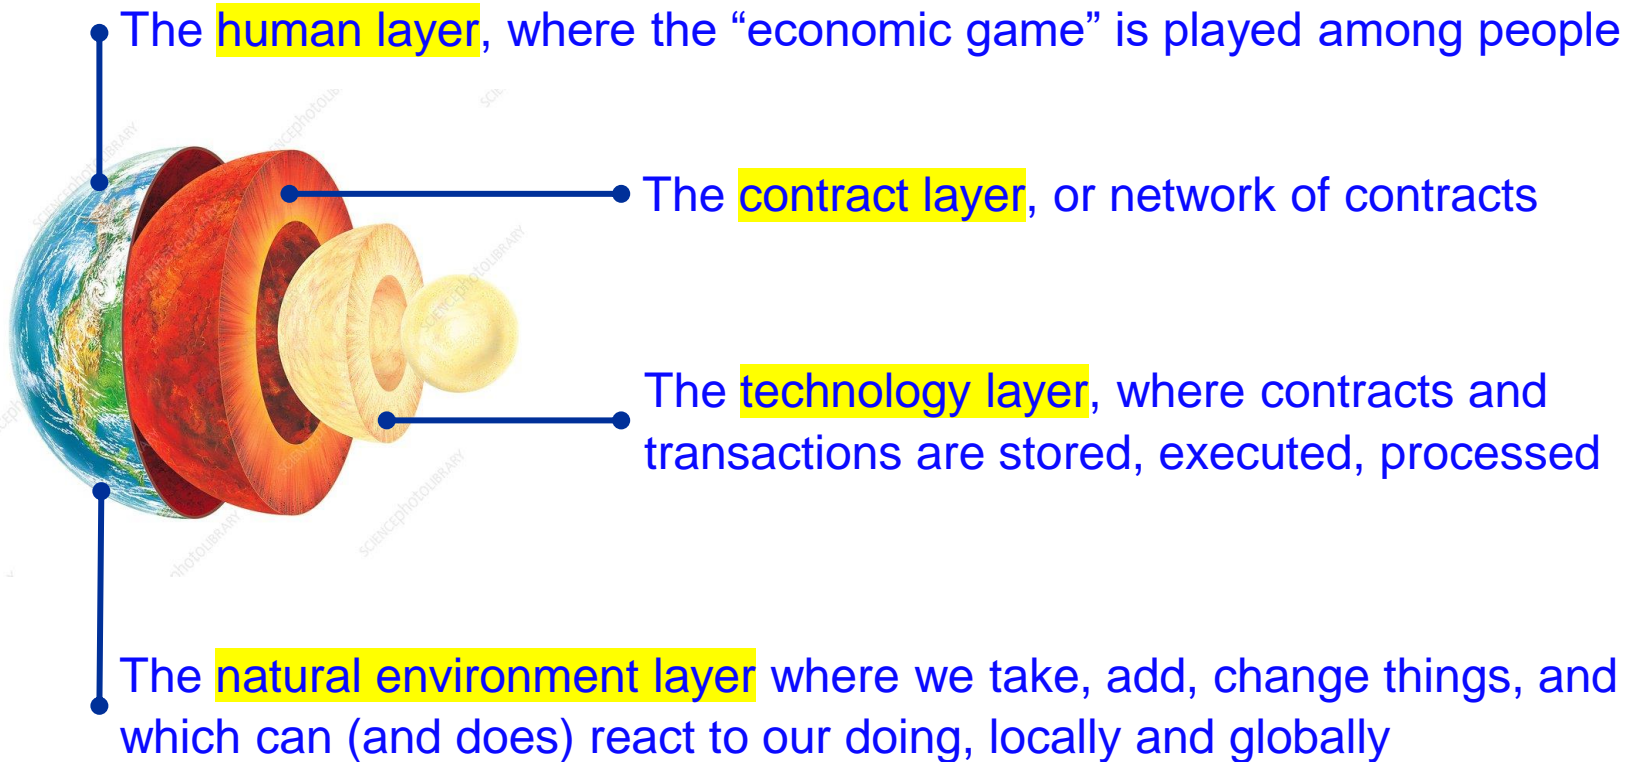 The human layer, where the “economic game” is played among people
The contract layer, or network of contracts
The technology layer, where contracts and
transactions are stored, executed, processed
The natural environment layer where we take, add, change things, and
which can (and does) react to our doing, locally and globally
SCIENCEphotoLIBRARY